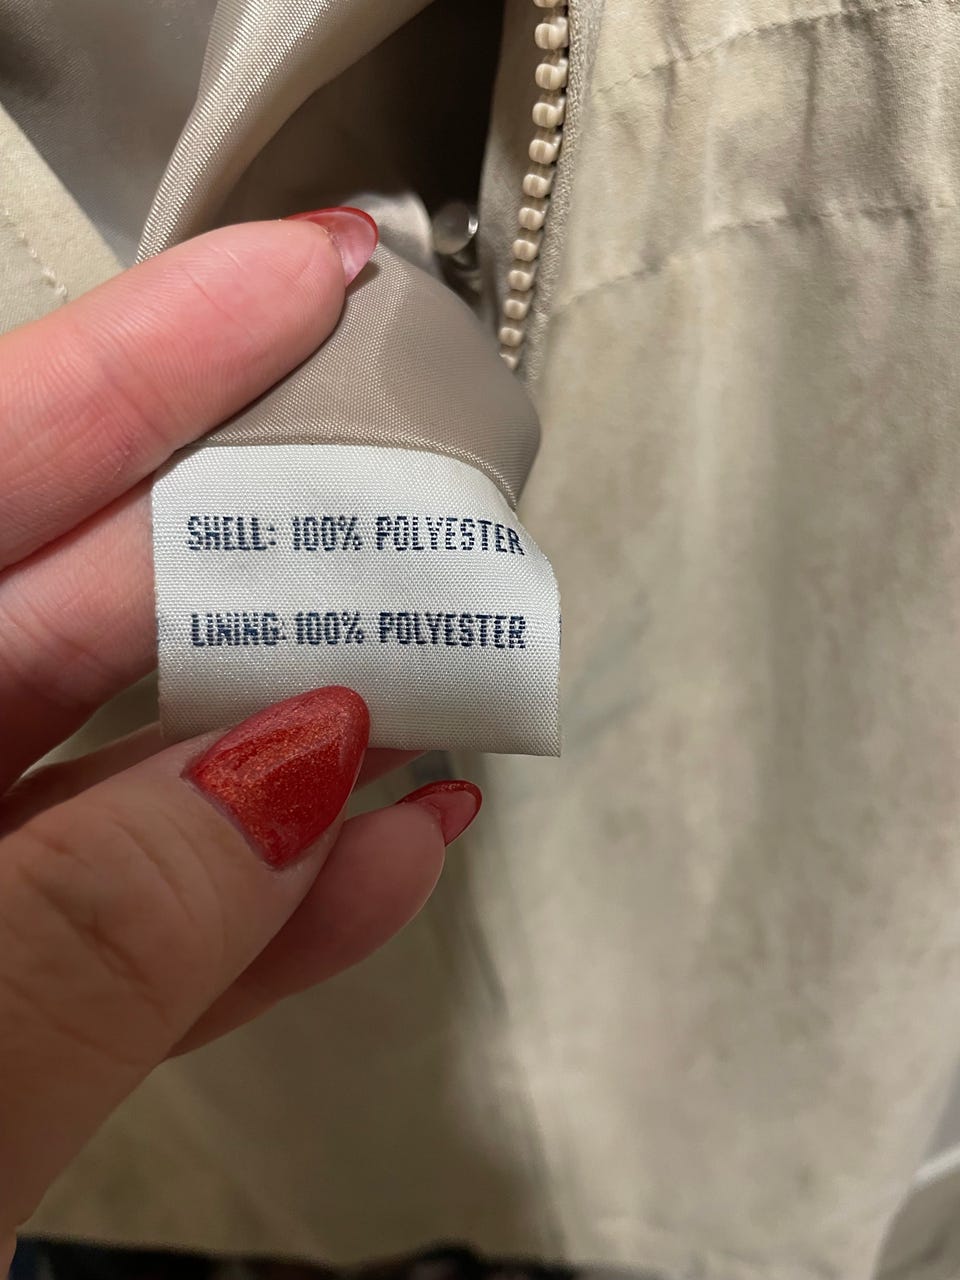 SHELL: 100% POLYESTER
LINING: 100% POLYESTER